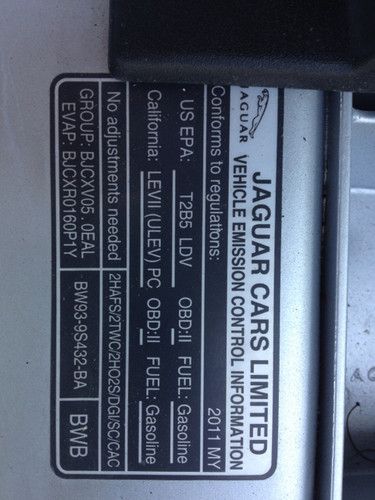 JAGUAR
JAGUAR CARS LIMITED
VEHICLE EMISSION CONTROL INFORMATION
Conforms to regulations: 2011 MY
US EPA: T2B5 LDV OBD:II FUEL: Gasoline
California: LEVII (ULEV) PC OBD:II FUEL: Gasoline
No adjustments needed 2HAFS/2TWC/2HO2S/DGI/SC/CAC
GROUP: BJCXV05.0EAL
EVAP: BJCXR0160P1Y
BW93-9S432-BA
BWB